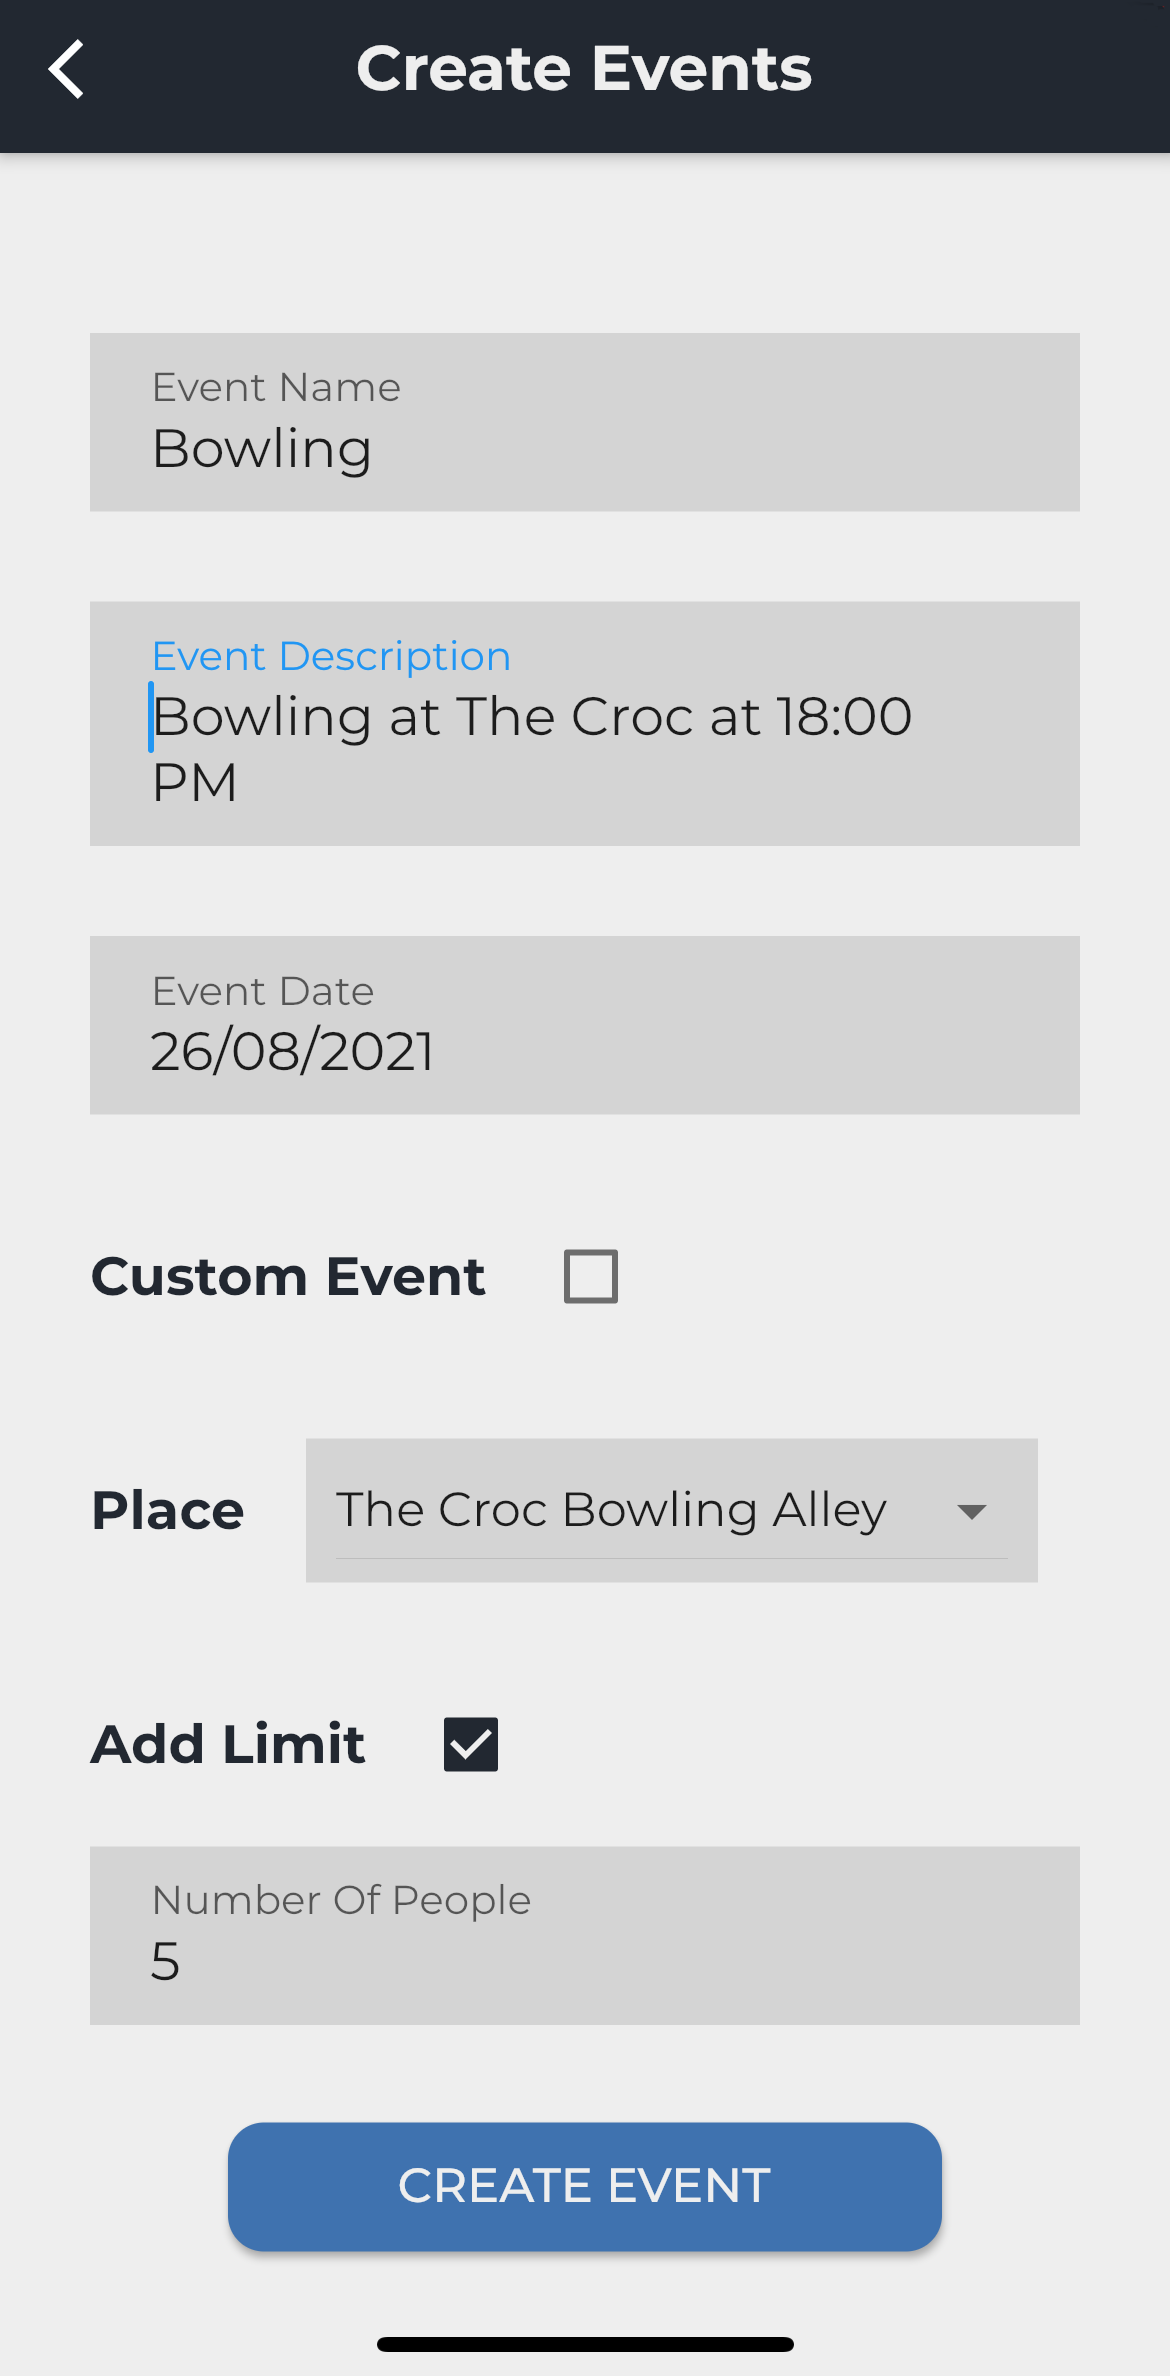 Create Events
Event Name
Bowling
Event Description
Bowling at The Croc at 18:00
PM
Event Date
26/08/2021
Custom Event
Place
The Croc Bowling Alley
Add Limit
Number Of People
5
CREATE EVENT